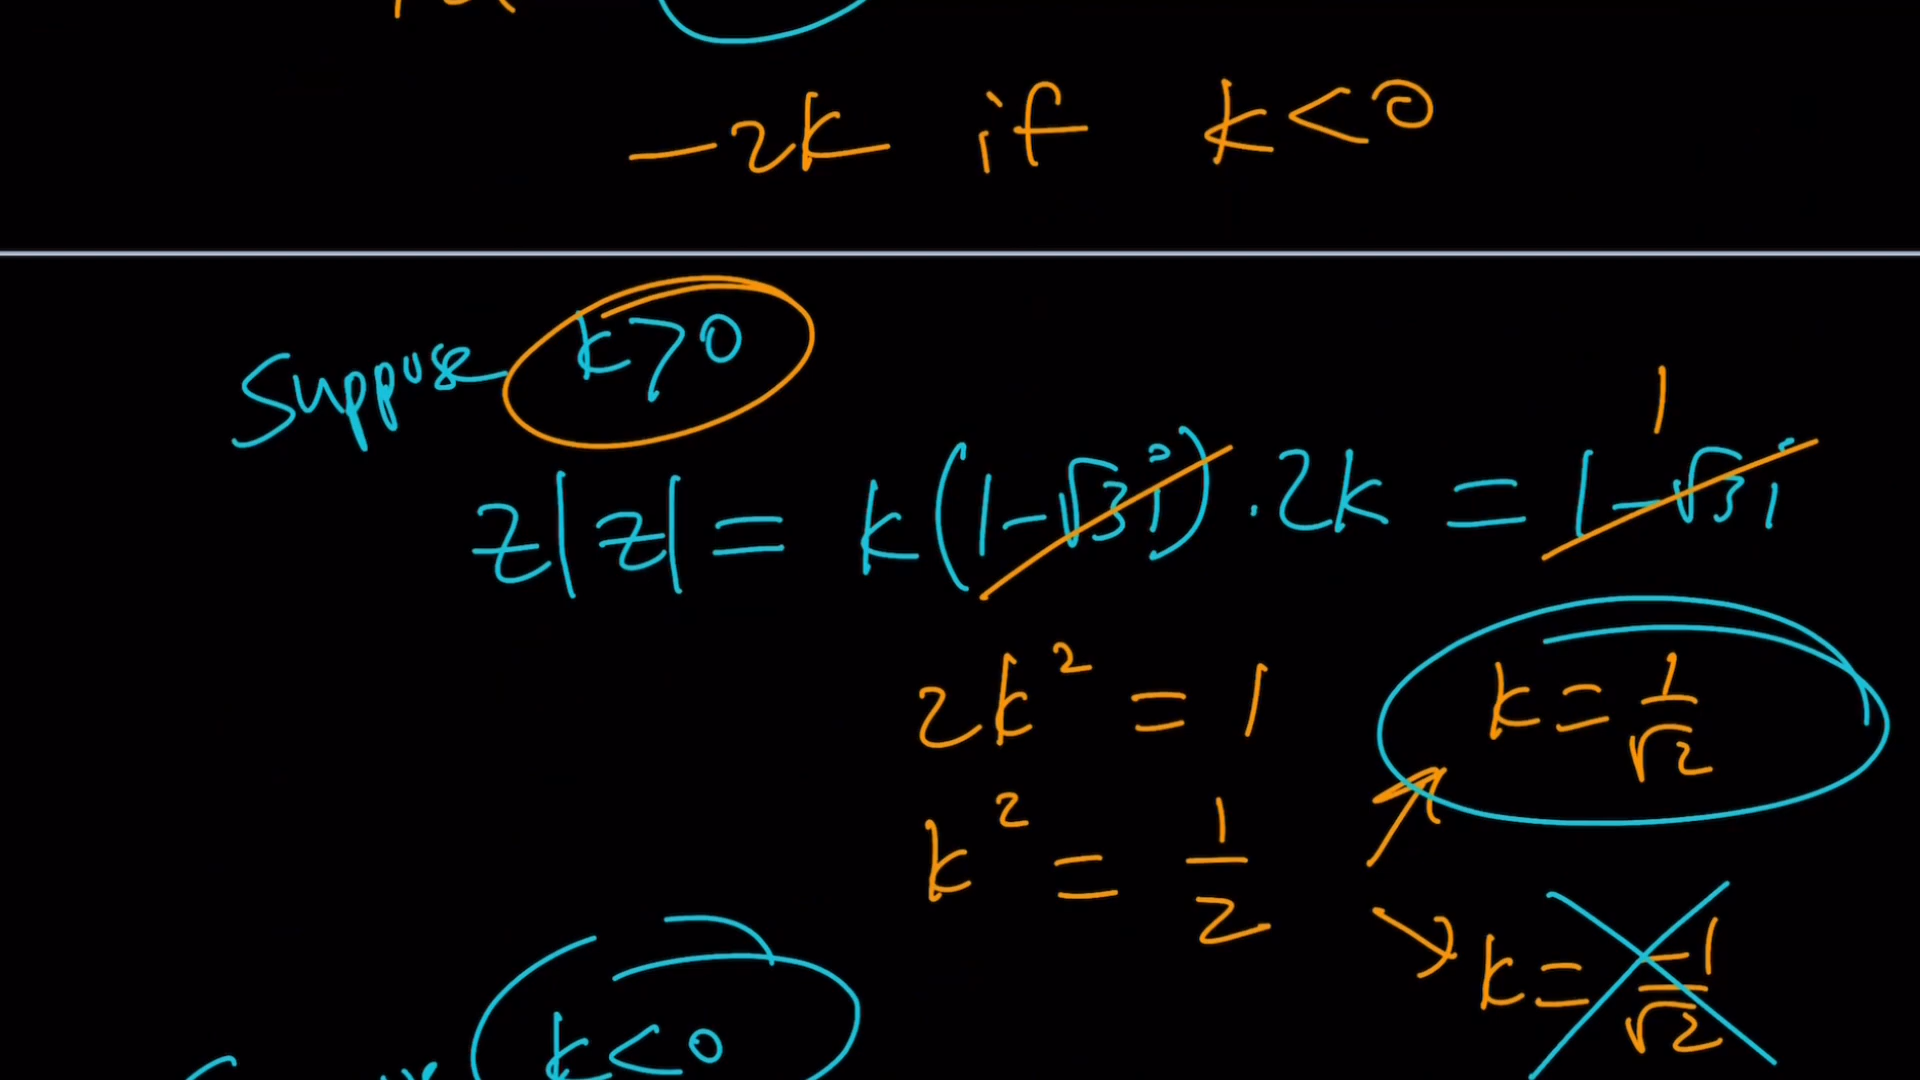 -2k if k<0
Suppose k>0
1
z|z| = k(1-√3i) . 2k = 1-√3i
2k² = 1
k = 1/√2
k² = 1/2
k = -1/√2
k<0